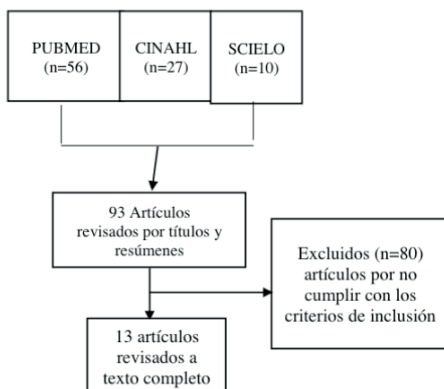 PUBMED
(n=56)
CINAHL
(n=27)
SCIELO
(n=10)
93 Artículos
revisados por títulos y
resúmenes
Excluidos (n=80)
artículos por no
cumplir con los
criterios de inclusión
13 artículos
revisados a
texto completo